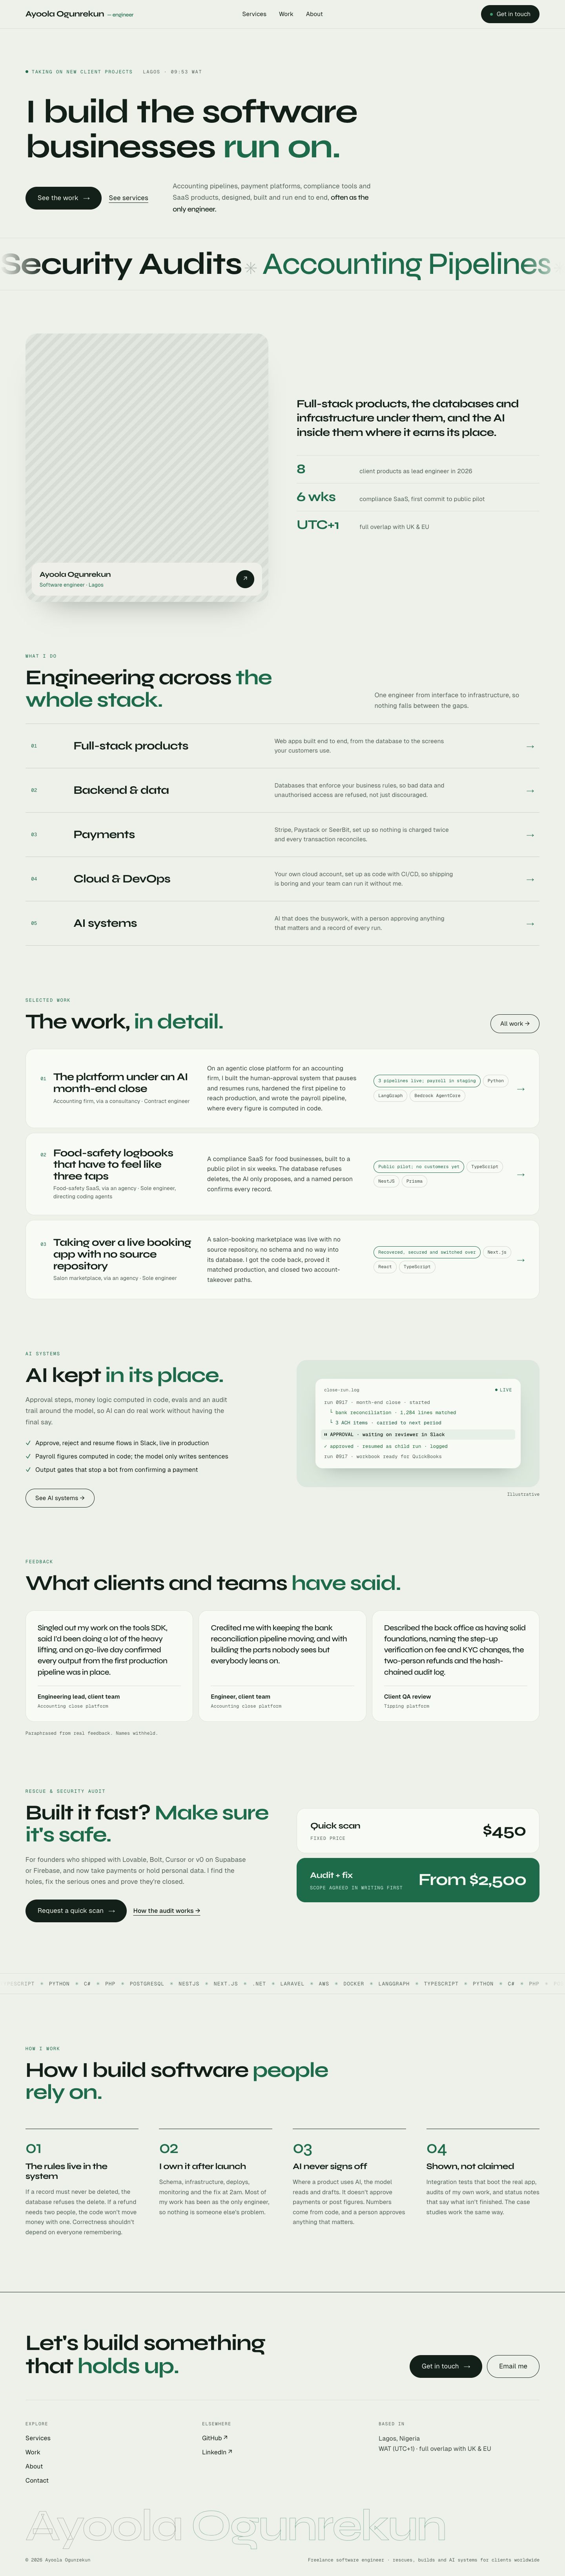 Ayoola Ogunrekun — engineer
Services Work About
Get in touch
TAKING ON NEW CLIENT PROJECTS LAGOS · 09:53 WAT
I build the software
businesses run on.
See the work →
See services
Accounting pipelines, payment platforms, compliance tools and
SaaS products, designed, built and run end to end, often as the
only engineer.
Security Audits Accounting Pipelines
Full-stack products, the databases and
infrastructure under them, and the AI
inside them where it earns its place.
8 client products as lead engineer in 2026
6 wks compliance SaaS, first commit to public pilot
UTC+1 full overlap with UK & EU
Ayoola Ogunrekun
Software engineer · Lagos
↗
WHAT I DO
Engineering across the
whole stack.
One engineer from interface to infrastructure, so
nothing falls between the gaps.
01 Full-stack products
Web apps built end to end, from the database to the screens
your customers use.
→
02 Backend & data
Databases that enforce your business rules, so bad data and
unauthorised access are refused, not just discouraged.
→
03 Payments
Stripe, Paystack or SeerBit, set up so nothing is charged twice
and every transaction reconciles.
→
04 Cloud & DevOps
Your own cloud account, set up as code with CI/CD, so shipping
is boring and your team can run it without me.
→
05 AI systems
AI that does the busywork, with a person approving anything
that matters and a record of every run.
→
SELECTED WORK
The work, in detail.
All work →
01 The platform under an AI
month-end close
Accounting firm, via a consultancy · Contract engineer
On an agentic close platform for an accounting
firm, I built the human-approval system that pauses
and resumes runs, hardened the first pipeline to
reach production, and wrote the payroll pipeline,
where every figure is computed in code.
3 pipelines live; payroll in staging Python
LangGraph Bedrock AgentCore
→
02 Food-safety logbooks
that have to feel like
three taps
Food-safety SaaS, via an agency · Sole engineer,
directing coding agents
A compliance SaaS for food businesses, built to a
public pilot in six weeks. The database refuses
deletes, the AI only proposes, and a named person
confirms every record.
Public pilot; no customers yet TypeScript
NestJS Prisma
→
03 Taking over a live booking
app with no source
repository
Salon marketplace, via an agency · Sole engineer
A salon-booking marketplace was live with no
source repository, no schema and no way into
its database. I got the code back, proved it
matched production, and closed two account-
takeover paths.
Recovered, secured and switched over Next.js
React TypeScript
→
AI SYSTEMS
AI kept in its place.
Approval steps, money logic computed in code, evals and an audit
trail around the model, so AI can do real work without having the
final say.
✓ Approve, reject and resume flows in Slack, live in production
✓ Payroll figures computed in code; the model only writes sentences
✓ Output gates that stop a bot from confirming a payment
See AI systems →
close-run.log LIVE
run 0917 · month-end close · started
└ bank reconciliation · 1,284 lines matched
└ 3 ACH items · carried to next period
APPROVAL · waiting on reviewer in Slack
✓ approved · resumed as child run · logged
run 0917 · workbook ready for QuickBooks
Illustrative
FEEDBACK
What clients and teams have said.
Singled out my work on the tools SDK,
said I'd been doing a lot of the heavy
lifting, and on go-live day confirmed
every output from the first production
pipeline was in place.
Engineering lead, client team
Accounting close platform
Credited me with keeping the bank
reconciliation pipeline moving, and with
building the parts nobody sees but
everybody leans on.
Engineer, client team
Accounting close platform
Described the back office as having solid
foundations, naming the step-up
verification on fee and KYC changes, the
two-person refunds and the hash-
chained audit log.
Client QA review
Tipping platform
Paraphrased from real feedback. Names withheld.
RESCUE & SECURITY AUDIT
Built it fast? Make sure
it's safe.
For founders who shipped with Lovable, Bolt, Cursor or v0 on Supabase
or Firebase, and now take payments or hold personal data. I find the
holes, fix the serious ones and prove they're closed.
Request a quick scan →
How the audit works →
Quick scan
FIXED PRICE
$450
Audit + fix
SCOPE AGREED IN WRITING FIRST
From $2,500
PYTHON C# PHP POSTGRESQL NESTJS NEXT.JS .NET LARAVEL AWS DOCKER LANGGRAPH TYPESCRIPT PYTHON C# PHP
HOW I WORK
How I build software people
rely on.
01
The rules live in the
system
If a record must never be deleted, the
database refuses the delete. If a refund
needs two people, the code won't move
money with one. Correctness shouldn't
depend on everyone remembering.
02
I own it after launch
Schema, infrastructure, deploys,
monitoring and the fix at 2am. Most of
my work has been as the only engineer,
so nothing is someone else's problem.
03
AI never signs off
Where a product uses AI, the model
reads and drafts. It doesn't approve
payments or post figures. Numbers
come from code, and a person approves
anything that matters.
04
Shown, not claimed
Integration tests that boot the real app,
audits of my own work, and status notes
that say what isn't finished. The case
studies work the same way.
Let's build something
that holds up.
Get in touch →
Email me
EXPLORE
Services
Work
About
Contact
ELSEWHERE
GitHub ↗
LinkedIn ↗
BASED IN
Lagos, Nigeria
WAT (UTC+1) · full overlap with UK & EU
Ayoola Ogunrekun
© 2026 Ayoola Ogunrekun
Freelance software engineer · rescues, builds and AI systems for clients worldwide